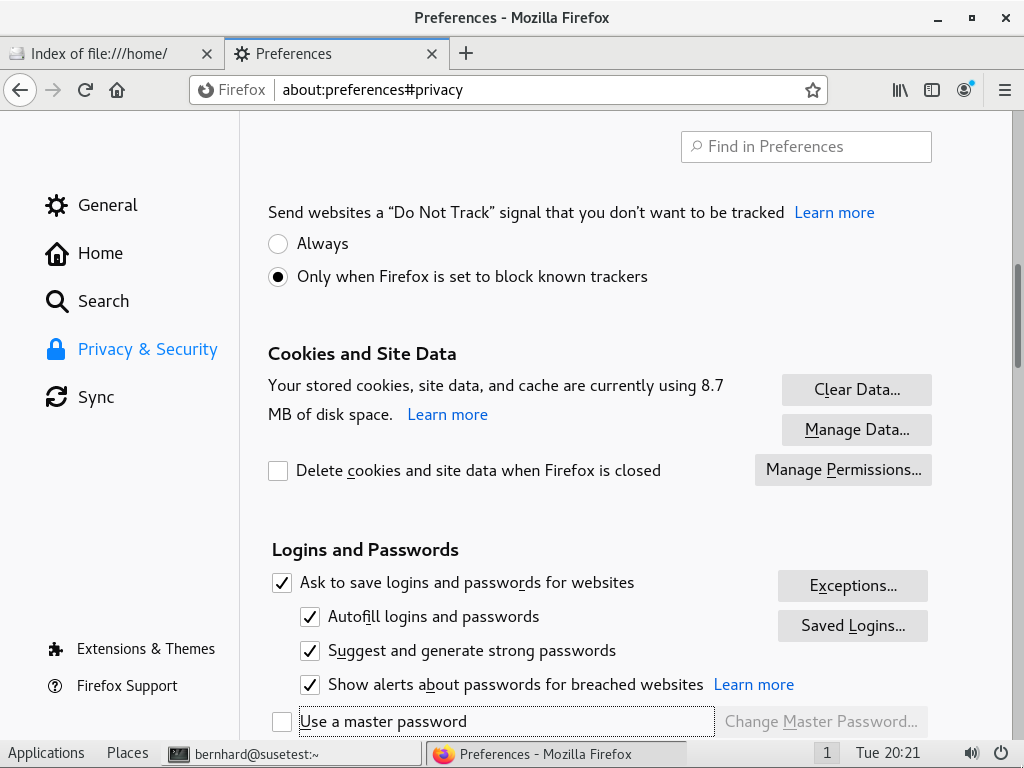 Preferences - Mozilla Firefox
Index of file:///home/
Preferences
Firefox
about:preferences#privacy
Find in Preferences
General
Home
Search
Privacy & Security
Sync
Extensions & Themes
Firefox Support
Send websites a “Do Not Track” signal that you don’t want to be tracked Learn more
Always
Only when Firefox is set to block known trackers
Cookies and Site Data
Your stored cookies, site data, and cache are currently using 8.7
MB of disk space. Learn more
Clear Data...
Manage Data...
Delete cookies and site data when Firefox is closed
Manage Permissions...
Logins and Passwords
Ask to save logins and passwords for websites
Exceptions...
Autofill logins and passwords
Saved Logins...
Suggest and generate strong passwords
Show alerts about passwords for breached websites Learn more
Use a master password
Change Master Password...
Applications
Places
bernhard@susetest:~
Preferences - Mozilla Firefox
1
Tue 20:21